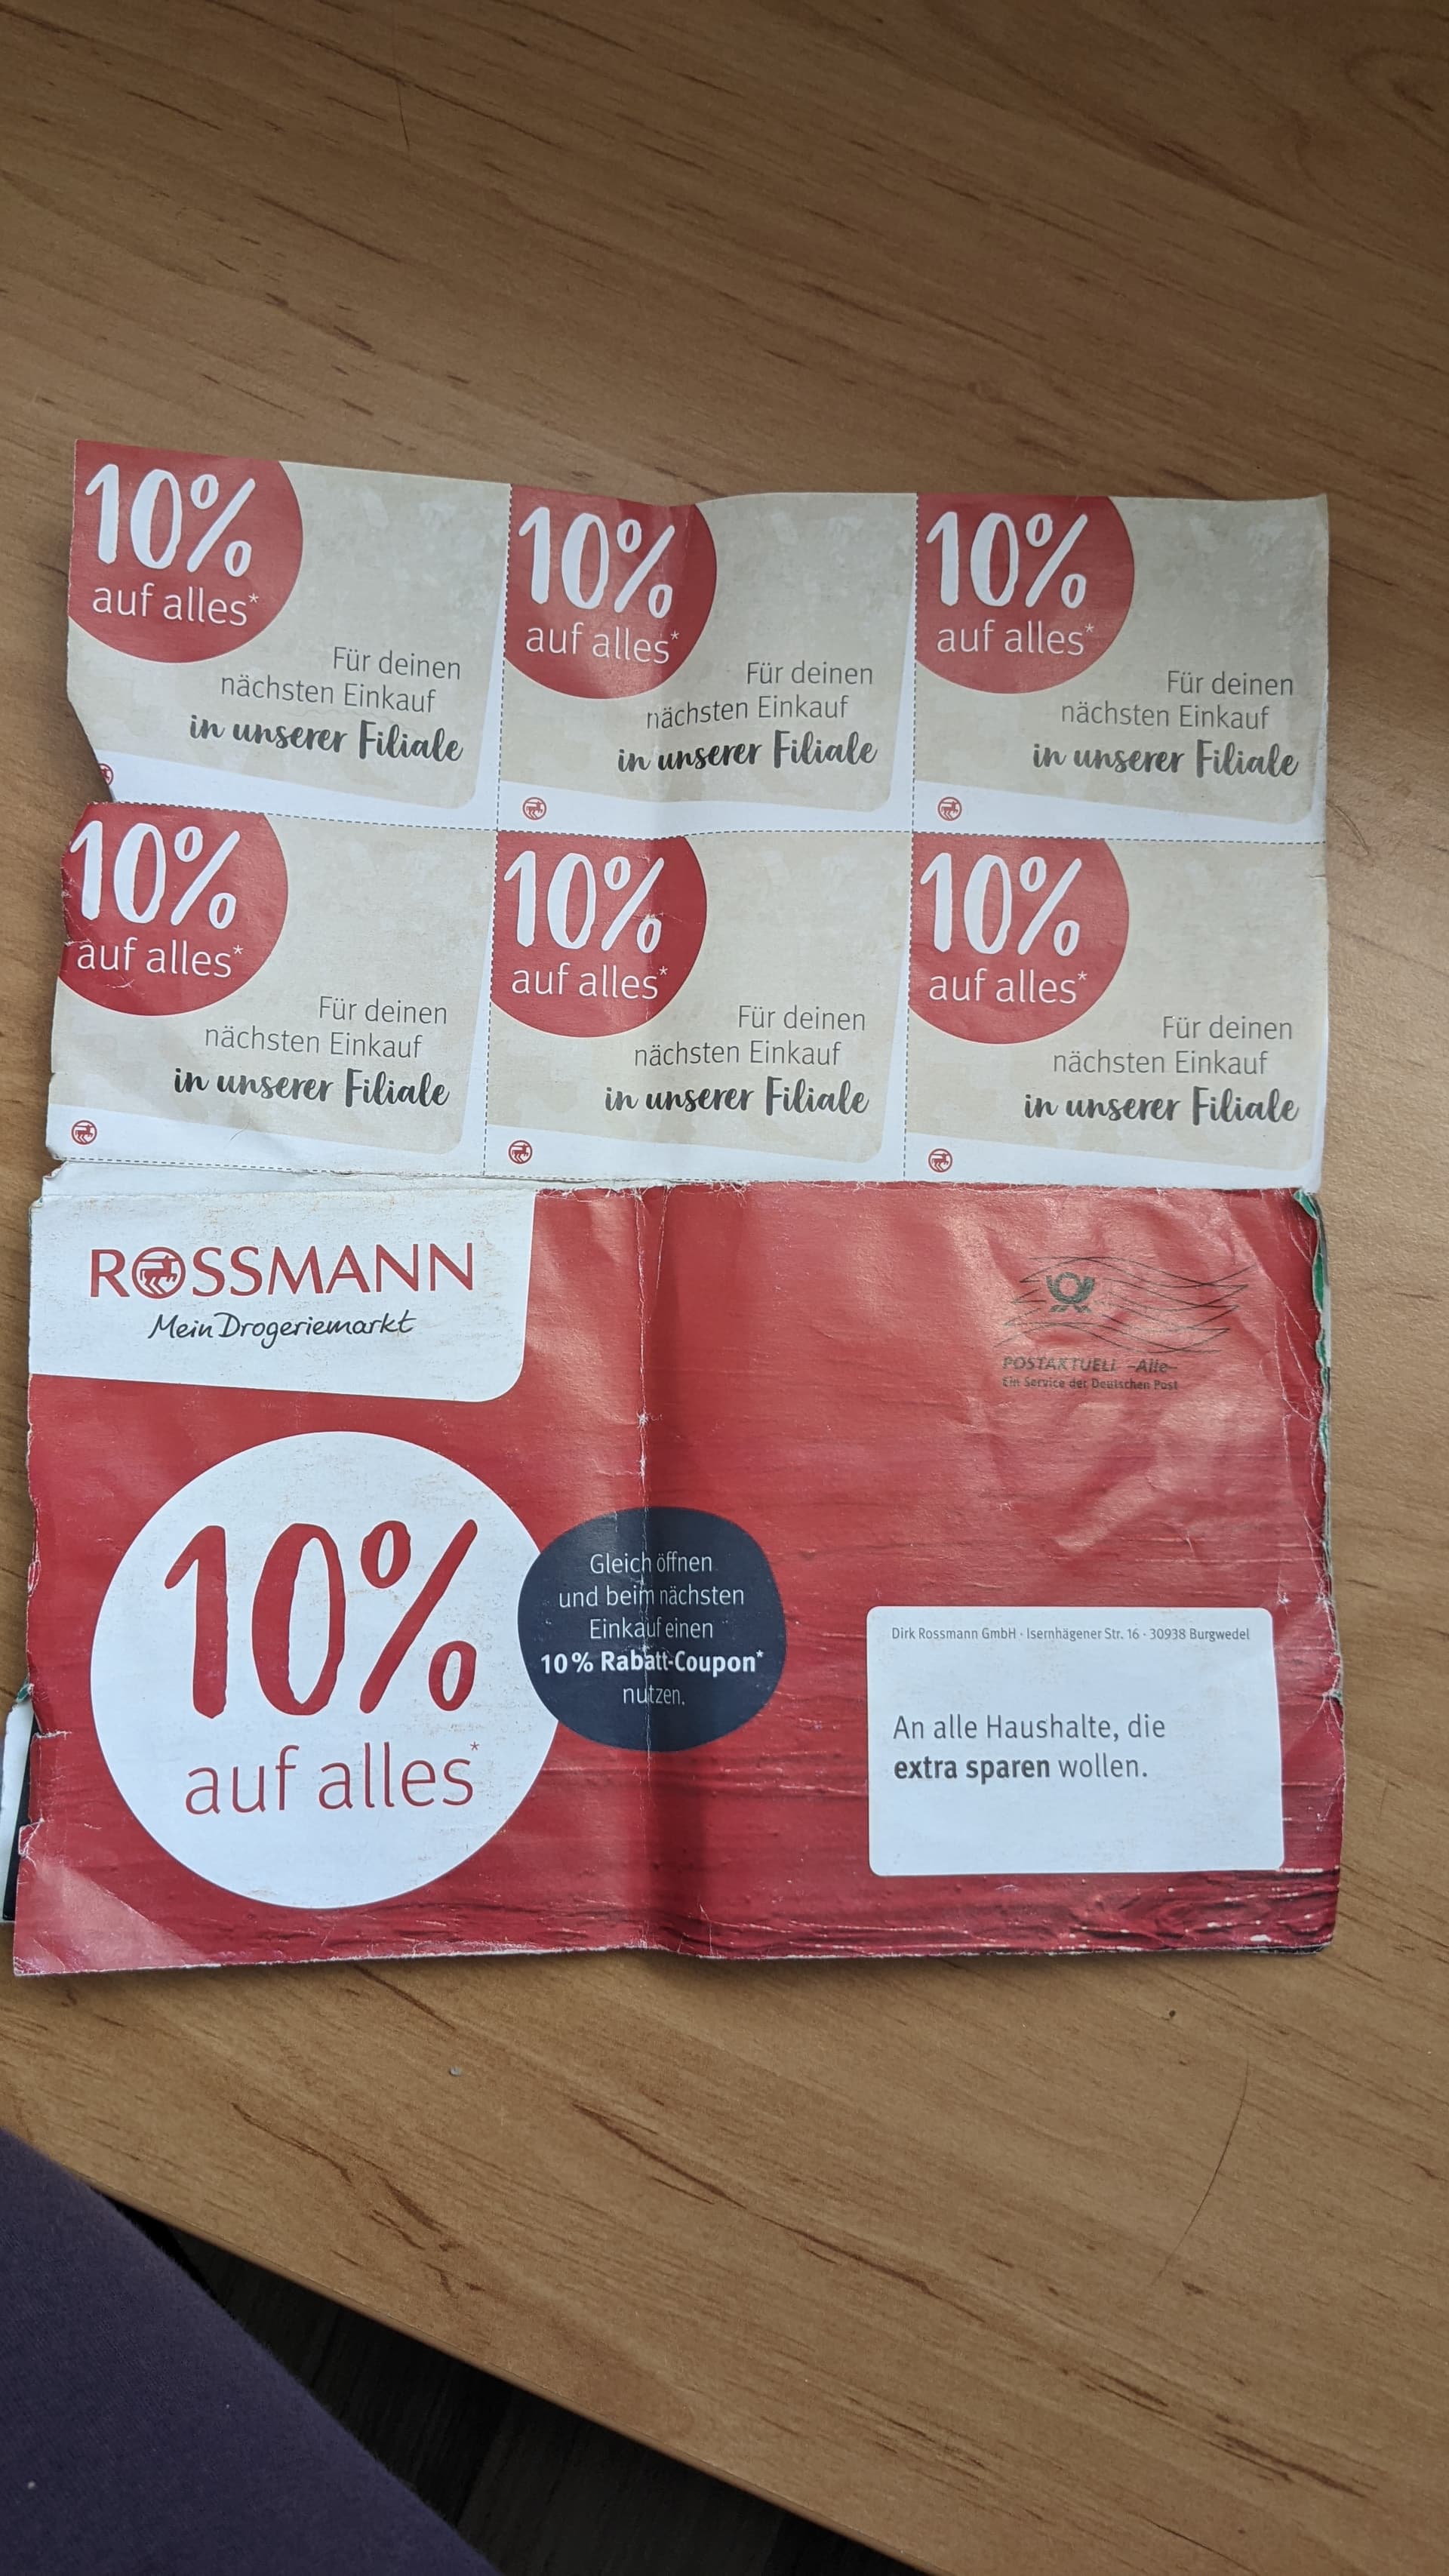 10%
auf alles*
Für deinen
nächsten Einkauf
in unserer Filiale
10%
auf alles*
Für deinen
nächsten Einkauf
in unserer Filiale
10%
auf alles*
Für deinen
nächsten Einkauf
in unserer Filiale
10%
auf alles*
Für deinen
nächsten Einkauf
in unserer Filiale
10%
auf alles*
Für deinen
nächsten Einkauf
in unserer Filiale
10%
auf alles*
Für deinen
nächsten Einkauf
in unserer Filiale
ROSSMANN
Mein Drogeriemarkt
POSTAKTUELL -Alle-
Ein Service der Deutschen Post
10%
auf alles*
Gleich öffnen
und beim nächsten
Einkauf einen
10% Rabatt-Coupon*
nutzen.
Dirk Rossmann GmbH · Isernhägener Str. 16 · 30938 Burgwedel
An alle Haushalte, die
extra sparen wollen.